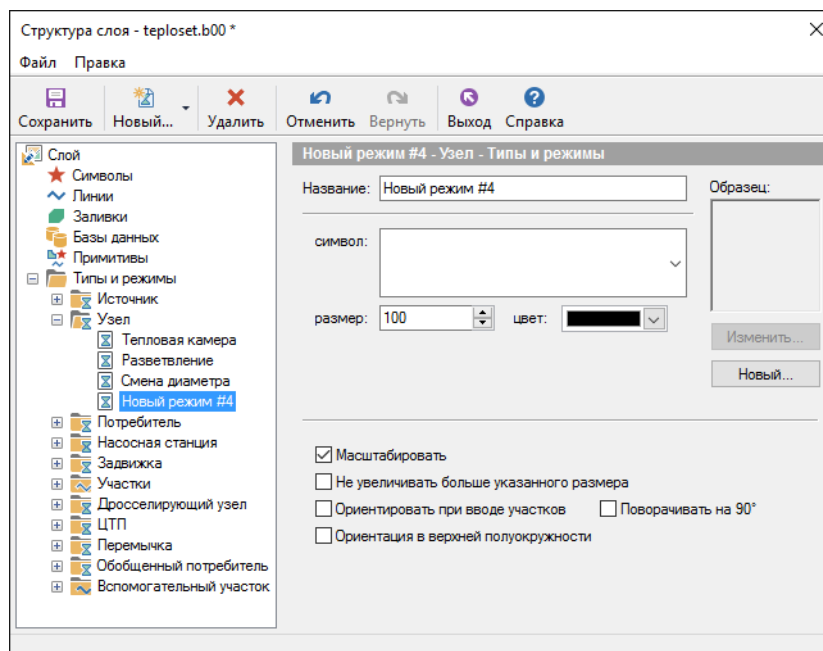 Структура слоя - teploset.b00 *
Файл Правка
Сохранить Новый... Удалить Отменить Вернуть Выход Справка
Слой
Символы
Линии
Заливки
Базы данных
Примитивы
Типы и режимы
Источник
Узел
Тепловая камера
Разветвление
Смена диаметра
Новый режим #4
Потребитель
Насосная станция
Задвижка
Участки
Дросселирующий узел
ЦТП
Перемычка
Обобщенный потребитель
Вспомогательный участок
Новый режим #4 - Узел - Типы и режимы
Название: Новый режим #4
Образец:
символ:
размер: 100 цвет:
Изменить...
Новый...
Масштабировать
Не увеличивать больше указанного размера
Ориентировать при вводе участков Поворачивать на 90°
Ориентация в верхней полуокружности